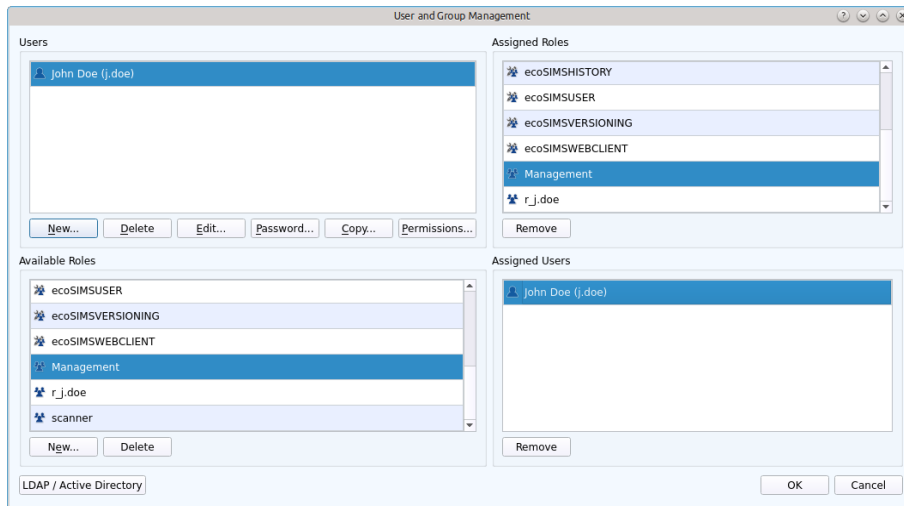 User and Group Management
Users
John Doe (j.doe)
New...
Delete
Edit...
Password...
Copy...
Permissions...
Assigned Roles
ecoSIMSHISTORY
ecoSIMSUSER
ecoSIMSVERSIONING
ecoSIMSWEBCLIENT
Management
r_j.doe
Remove
Available Roles
ecoSIMSUSER
ecoSIMSVERSIONING
ecoSIMSWEBCLIENT
Management
r_j.doe
scanner
New...
Delete
Assigned Users
John Doe (j.doe)
Remove
LDAP / Active Directory
OK
Cancel